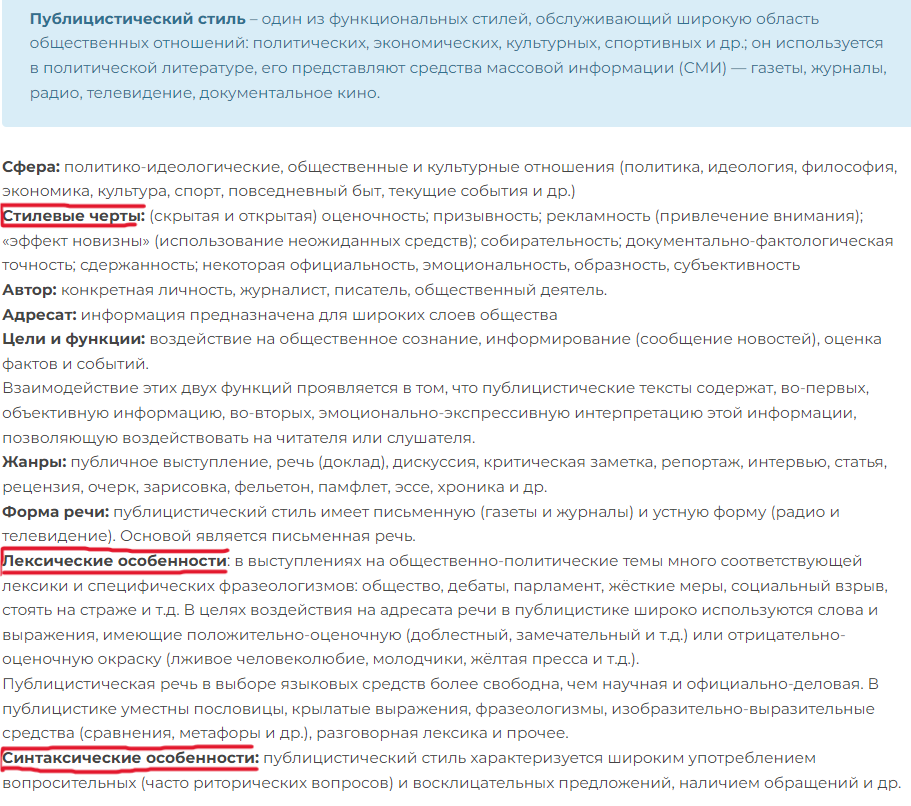 Публицистический стиль – один из функциональных стилей, обслуживающий широкую область
общественных отношений: политических, экономических, культурных, спортивных и др.; он используется
в политической литературе, его представляют средства массовой информации (СМИ) — газеты, журналы,
радио, телевидение, документальное кино.
Сфера: политико-идеологические, общественные и культурные отношения (политика, идеология, философия,
экономика, культура, спорт, повседневный быт, текущие события и др.)
Стилевые черты: (скрытая и открытая) оценочность; призывность; рекламность (привлечение внимания);
«эффект новизны» (использование неожиданных средств); собирательность; документально-фактологическая
точность; сдержанность; некоторая официальность, эмоциональность, образность, субъективность
Автор: конкретная личность, журналист, писатель, общественный деятель.
Адресат: информация предназначена для широких слоев общества
Цели и функции: воздействие на общественное сознание, информирование (сообщение новостей), оценка
фактов и событий.
Взаимодействие этих двух функций проявляется в том, что публицистические тексты содержат, во-первых,
объективную информацию, во-вторых, эмоционально-экспрессивную интерпретацию этой информации,
позволяющую воздействовать на читателя или слушателя.
Жанры: публичное выступление, речь (доклад), дискуссия, критическая заметка, репортаж, интервью, статья,
рецензия, очерк, зарисовка, фельетон, памфлет, эссе, хроника и др.
Форма речи: публицистический стиль имеет письменную (газеты и журналы) и устную форму (радио и
телевидение). Основой является письменная речь.
Лексические особенности: в выступлениях на общественно-политические темы много соответствующей
лексики и специфических фразеологизмов: общество, дебаты, парламент, жёсткие меры, социальный взрыв,
стоять на страже и т.д. В целях воздействия на адресата речи в публицистике широко используются слова и
выражения, имеющие положительно-оценочную (доблестный, замечательный и т.д.) или отрицательно-
оценочную окраску (лживое человеколюбие, молодчики, жёлтая пресса и т.д.).
Публицистическая речь в выборе языковых средств более свободна, чем научная и официально-деловая. В
публицистике уместны пословицы, крылатые выражения, фразеологизмы, изобразительно-выразительные
средства (сравнения, метафоры и др.), разговорная лексика и прочее.
Синтаксические особенности: публицистический стиль характеризуется широким употреблением
вопросительных (часто риторических вопросов) и восклицательных предложений, наличием обращений и др.